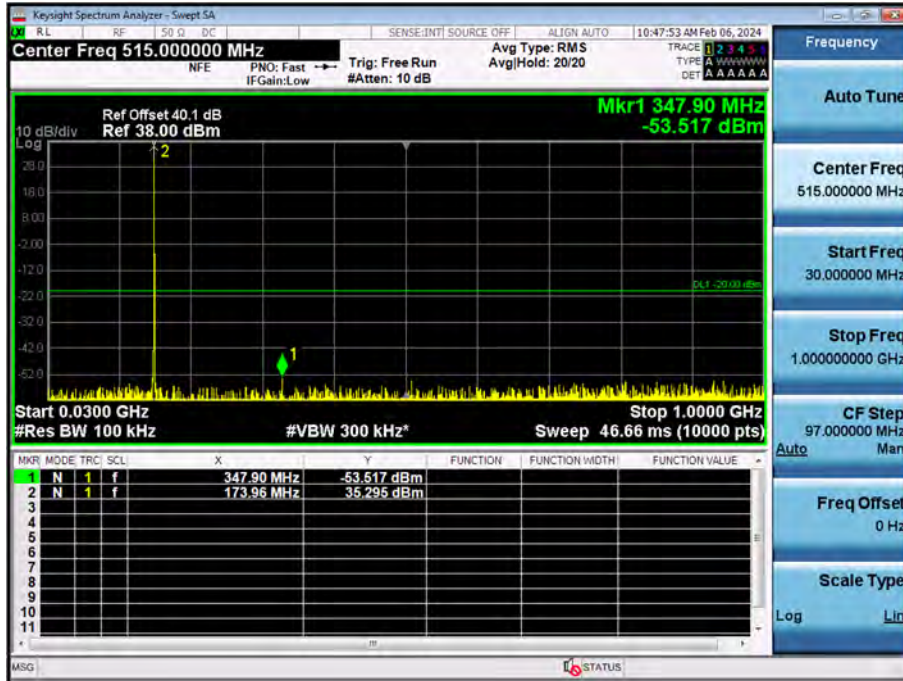 Keysight Spectrum Analyzer - Swept SA
RL RF 50 Ω DC SENSE:INT SOURCE OFF ALIGN AUTO 10:47:53 AM Feb 06, 2024
Center Freq 515.000000 MHz
NFE PNO: Fast IFGain:Low
Trig: Free Run #Atten: 10 dB
Avg Type: RMS Avg|Hold: 20/20
TRACE 1 2 3 4 5 6
TYPE A WWWWW
DET A A A A A A
Frequency
Mkr1 347.90 MHz
-53.517 dBm
Ref Offset 40.1 dB
10 dB/div Ref 38.00 dBm
Log
2
28.0
18.0
8.00
-2.00
-12.0
DL1 -20.00 dBm
-22.0
-32.0
-42.0
1
-52.0
Start 0.0300 GHz Stop 1.0000 GHz
#Res BW 100 kHz #VBW 300 kHz* Sweep 46.66 ms (10000 pts)
MKR MODE TRC SCL X Y FUNCTION FUNCTION WIDTH FUNCTION VALUE
1 N 1 f 347.90 MHz -53.517 dBm
2 N 1 f 173.96 MHz 35.295 dBm
3
4
5
6
7
8
9
10
11
MSG STATUS
Auto Tune
Center Freq
515.000000 MHz
Start Freq
30.000000 MHz
Stop Freq
1.000000000 GHz
CF Step
97.000000 MHz
Auto Man
Freq Offset
0 Hz
Scale Type
Log Lin